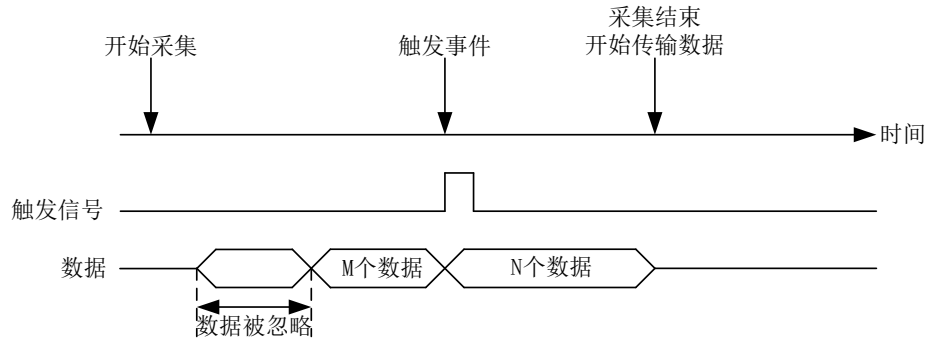 采集结束
开始传输数据
开始采集
触发事件
时间
触发信号
数据
M个数据
N个数据
数据被忽略